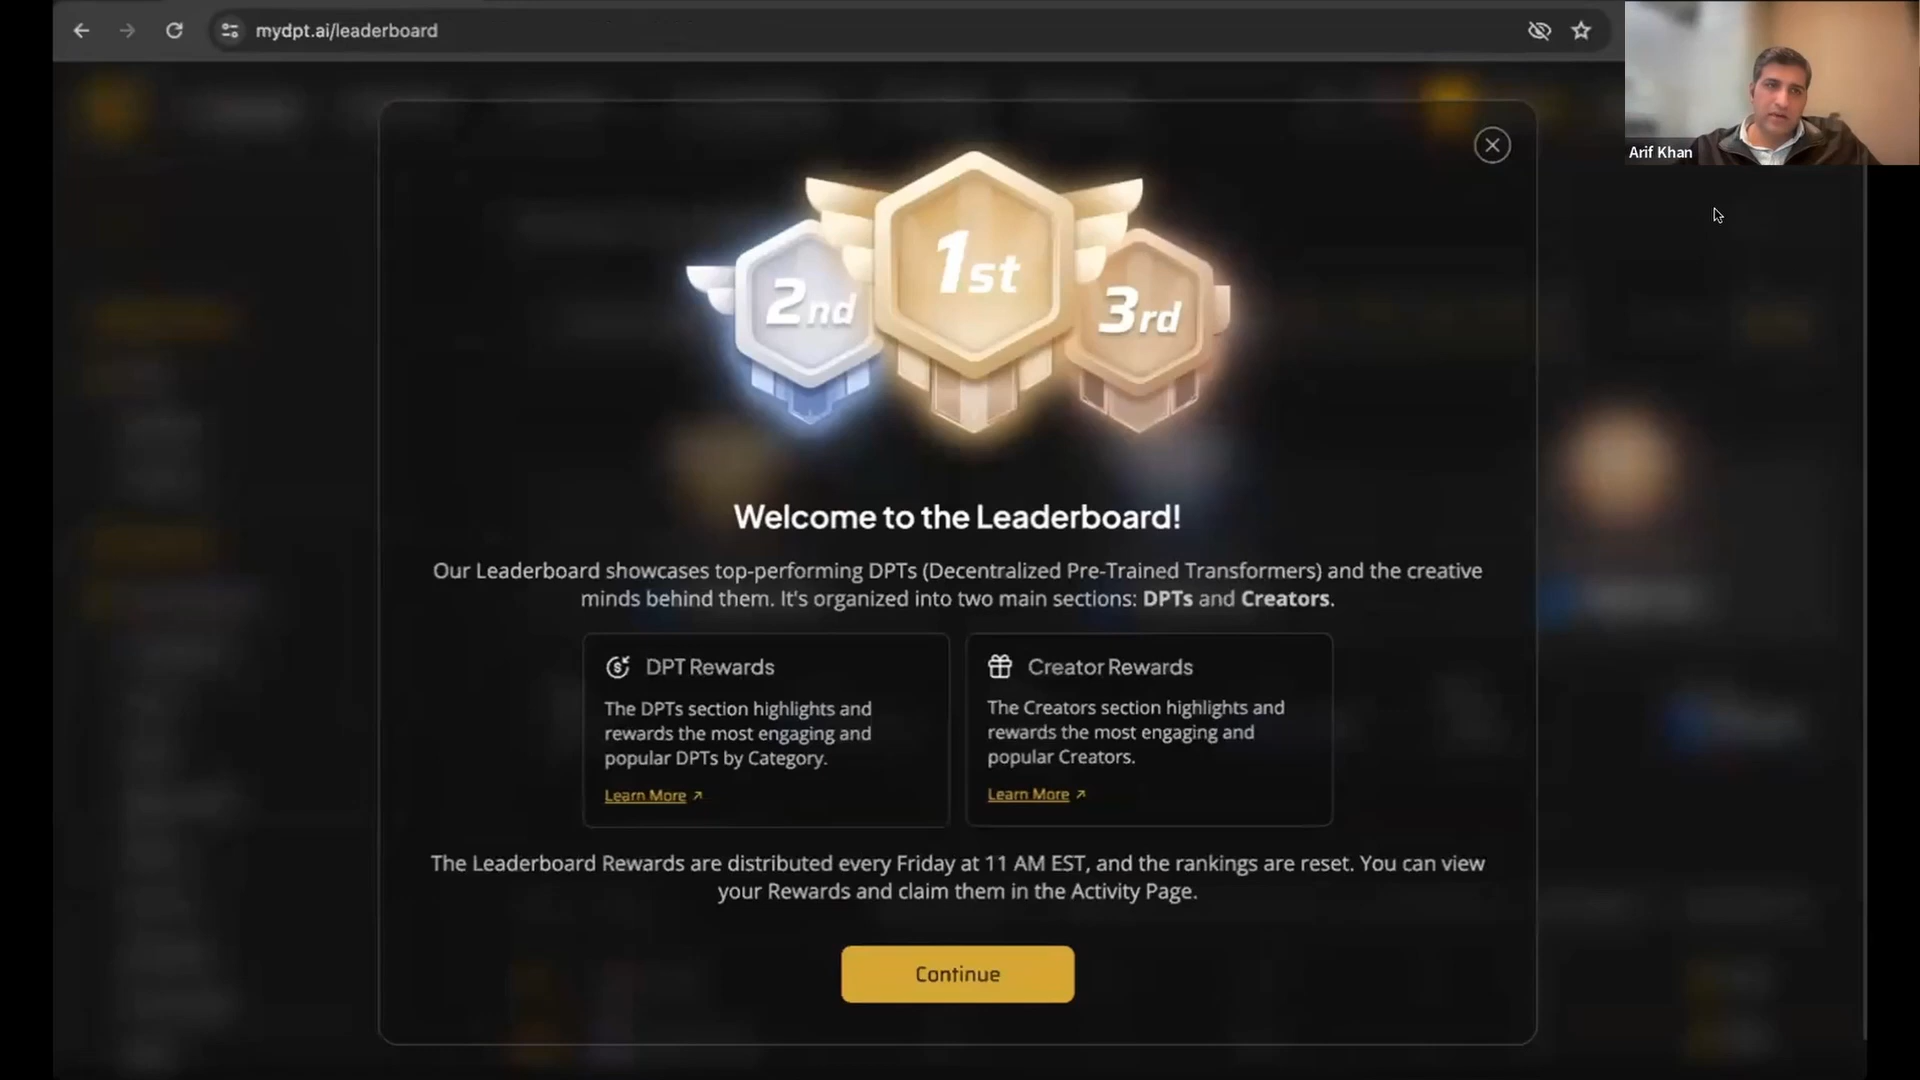 mydpt.ai/leaderboard
Arif Khan
2nd
1st
3rd
Welcome to the Leaderboard!
Our Leaderboard showcases top-performing DPTs (Decentralized Pre-Trained Transformers) and the creative
minds behind them. It's organized into two main sections: DPTs and Creators.
DPT Rewards
The DPTs section highlights and
rewards the most engaging and
popular DPTs by Category.
Learn More ↗
Creator Rewards
The Creators section highlights and
rewards the most engaging and
popular Creators.
Learn More ↗
The Leaderboard Rewards are distributed every Friday at 11 AM EST, and the rankings are reset. You can view
your Rewards and claim them in the Activity Page.
Continue